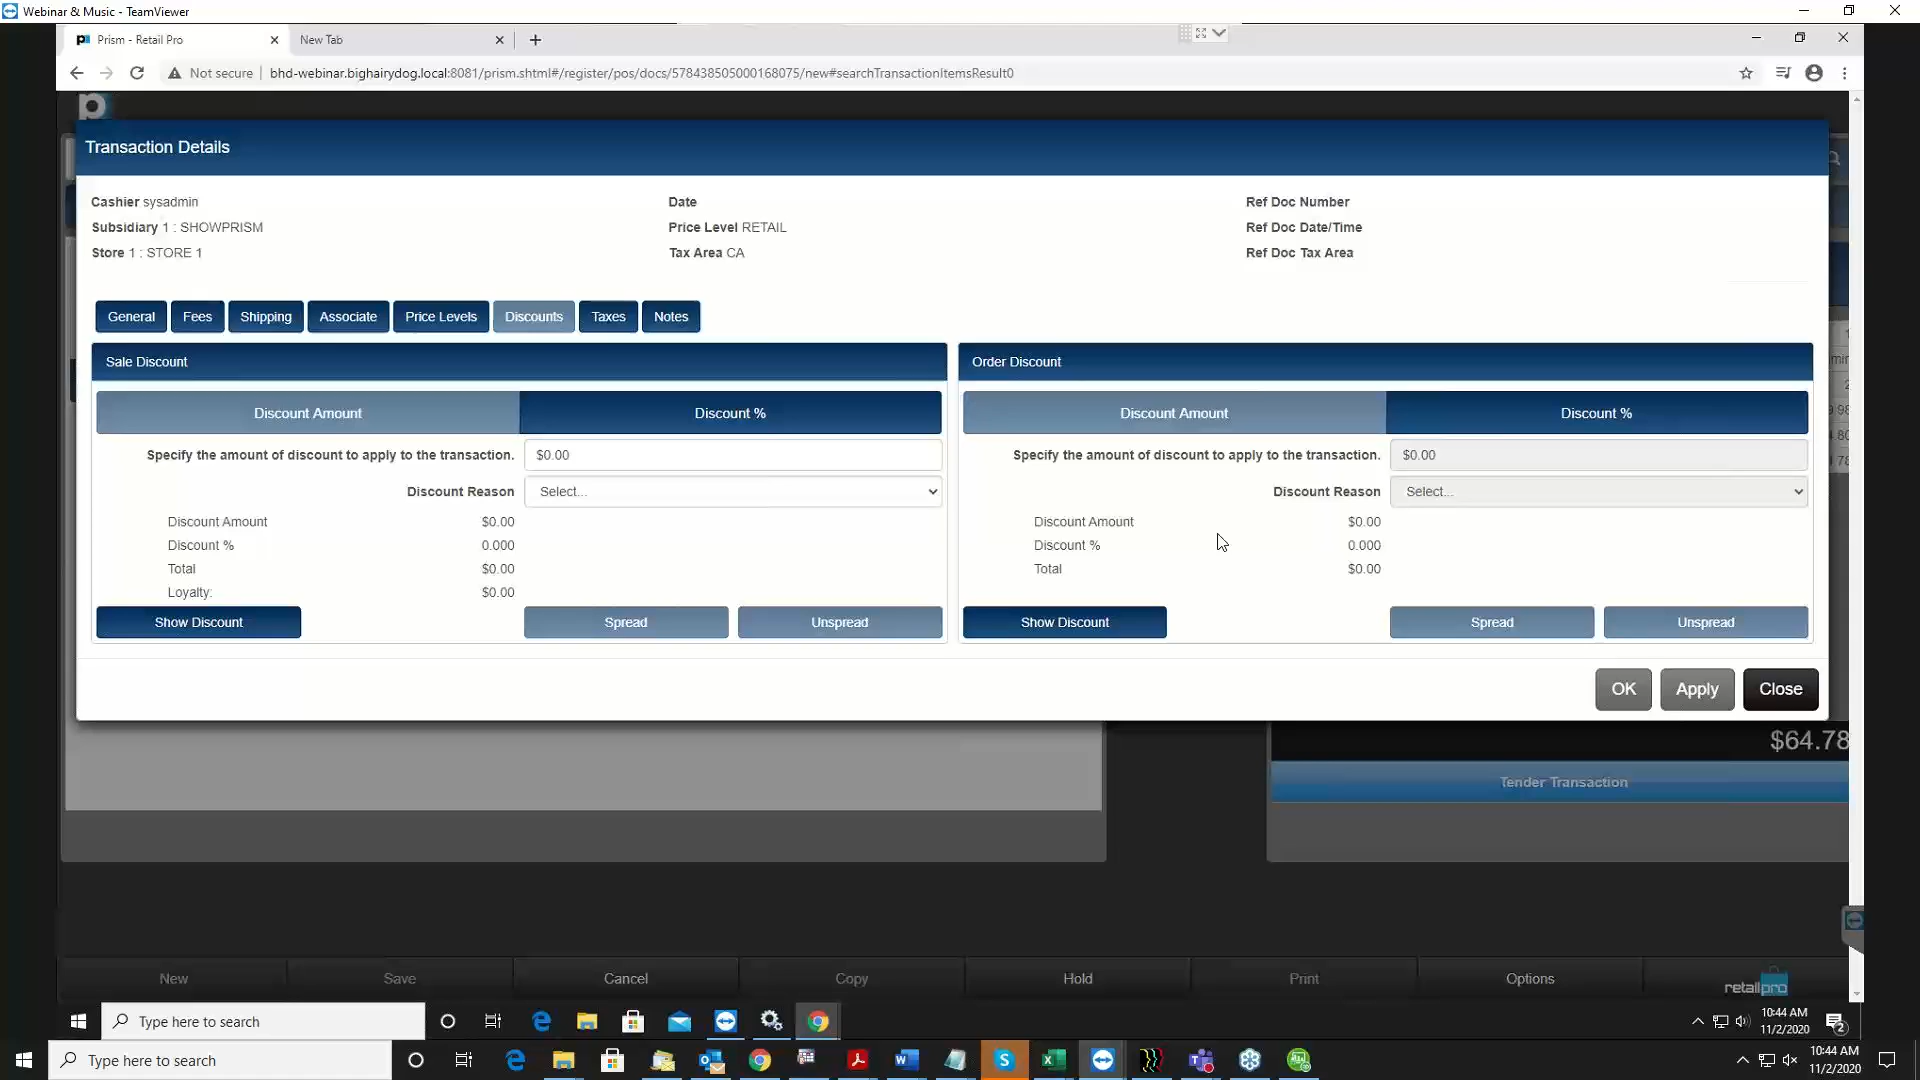 Webinar & Music - TeamViewer
Prism - Retail Pro
New Tab
Not secure
bhd-webinar.bighairydog.local:8081/prism.shtml#/register/pos/docs/578438505000168075/new#searchTransactionItemsResult0
Transaction Details
Cashier sysadmin
Date
Ref Doc Number
Subsidiary 1 : SHOWPRISM
Price Level RETAIL
Ref Doc Date/Time
Store 1 : STORE 1
Tax Area CA
Ref Doc Tax Area
General
Fees
Shipping
Associate
Price Levels
Discounts
Taxes
Notes
Sale Discount
Discount Amount
Discount %
Specify the amount of discount to apply to the transaction.
$0.00
Discount Reason
Select...
Discount Amount $0.00
Discount % 0.000
Total $0.00
Loyalty: $0.00
Show Discount
Spread
Unspread
Order Discount
Discount Amount
Discount %
Specify the amount of discount to apply to the transaction.
$0.00
Discount Reason
Select...
Discount Amount $0.00
Discount % 0.000
Total $0.00
Show Discount
Spread
Unspread
OK
Apply
Close
$64.78
Tender Transaction
New
Save
Cancel
Copy
Hold
Print
Options
retailpro
Type here to search
10:44 AM
11/2/2020
2
Type here to search
10:44 AM
11/2/2020